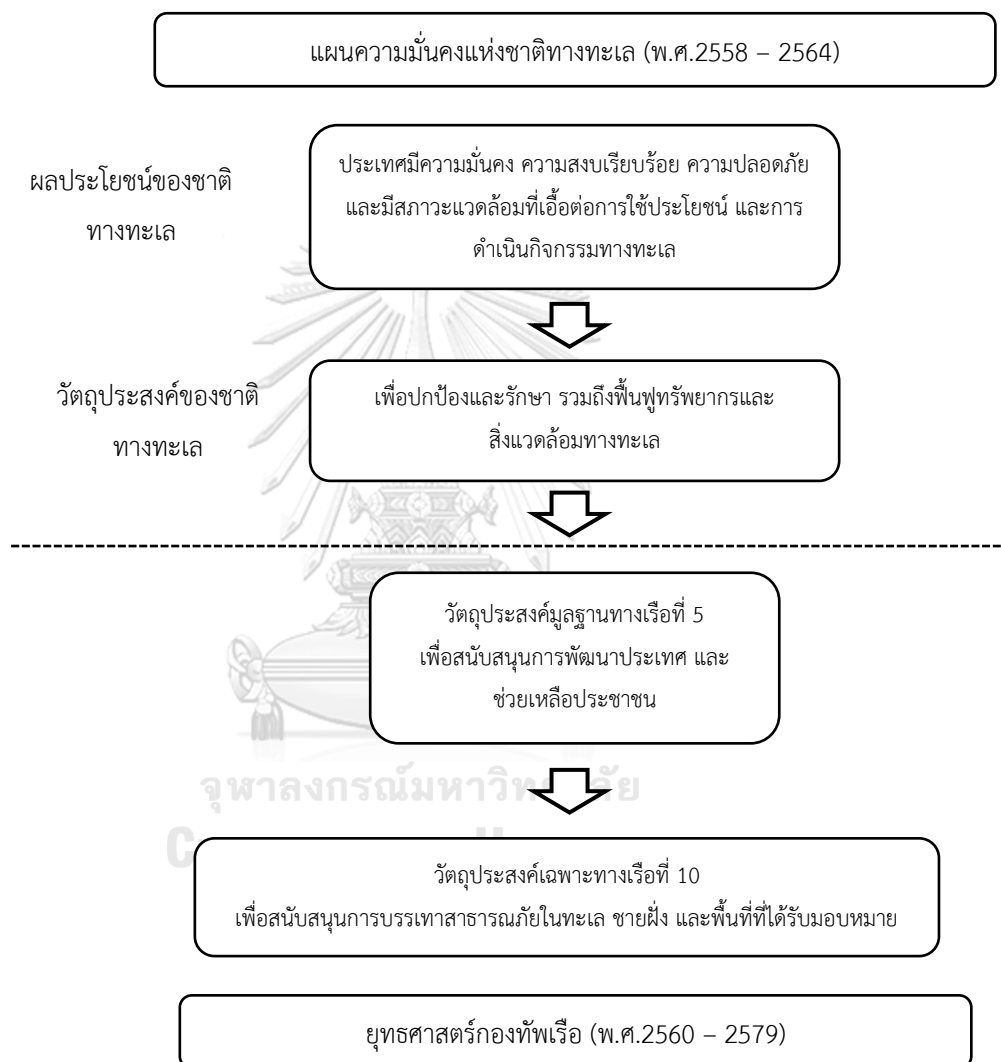 แผนความมั่นคงแห่งชาติทางทะเล (พ.ศ.2558 – 2564)
ผลประโยชน์ของชาติ
ทางทะเล
ประเทศมีความมั่นคง ความสงบเรียบร้อย ความปลอดภัย
และมีสภาวะแวดล้อมที่เอื้อต่อการใช้ประโยชน์ และการ
ดำเนินกิจกรรมทางทะเล
วัตถุประสงค์ของชาติ
ทางทะเล
เพื่อปกป้องและรักษา รวมถึงฟื้นฟูทรัพยากรและ
สิ่งแวดล้อมทางทะเล
วัตถุประสงค์มูลฐานทางเรือที่ 5
เพื่อสนับสนุนการพัฒนาประเทศ และ
ช่วยเหลือประชาชน
จุฬาลงกรณ์มหาวิทยาลัย
วัตถุประสงค์เฉพาะทางเรือที่ 10
เพื่อสนับสนุนการบรรเทาสาธารณภัยในทะเล ชายฝั่ง และพื้นที่ที่ได้รับมอบหมาย
ยุทธศาสตร์กองทัพเรือ (พ.ศ.2560 – 2579)